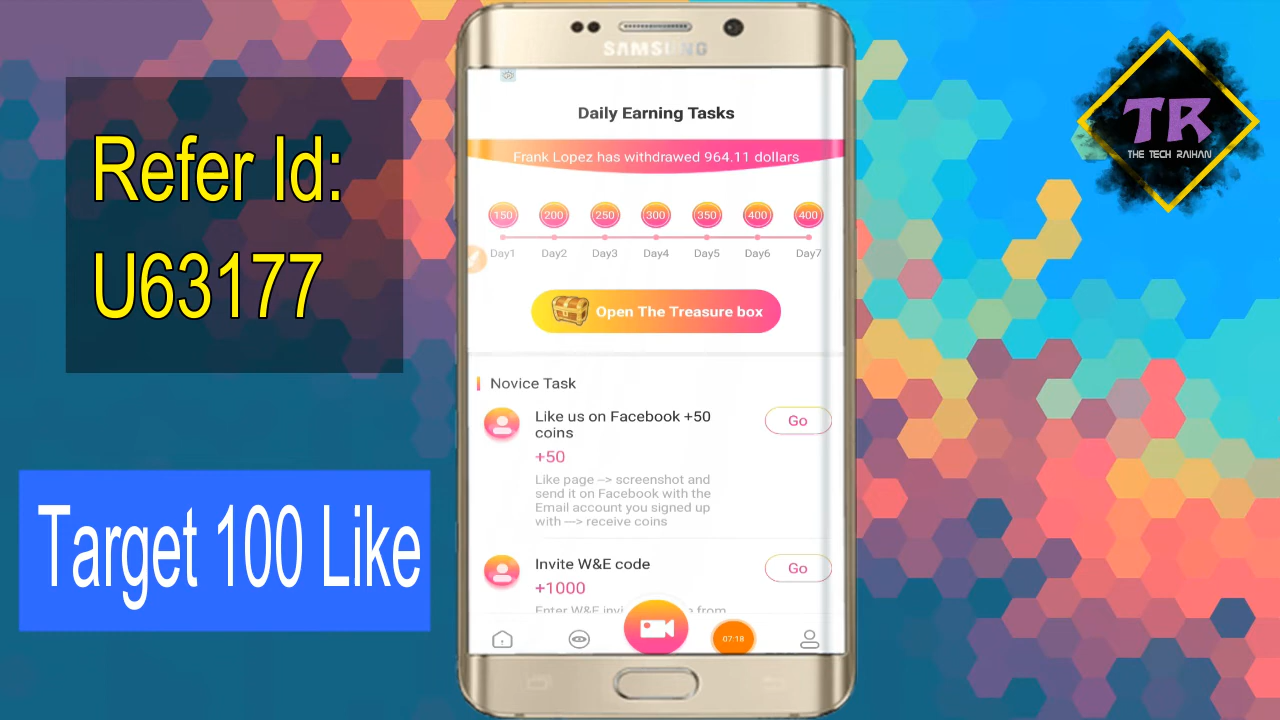 Refer Id:
U63177
Target 100 Like
SAMSUNG
Daily Earning Tasks
Frank Lopez has withdrawed 964.11 dollars
150 200 250 300 350 400 400
Day1 Day2 Day3 Day4 Day5 Day6 Day7
Open The Treasure box
Novice Task
Like us on Facebook +50
coins
Go
+50
Like page --> screenshot and
send it on Facebook with the
Email account you signed up
with ---> receive coins
Invite W&E code
Go
+1000
Enter W&E from
07:18
TR
THE TECH RAIHAN